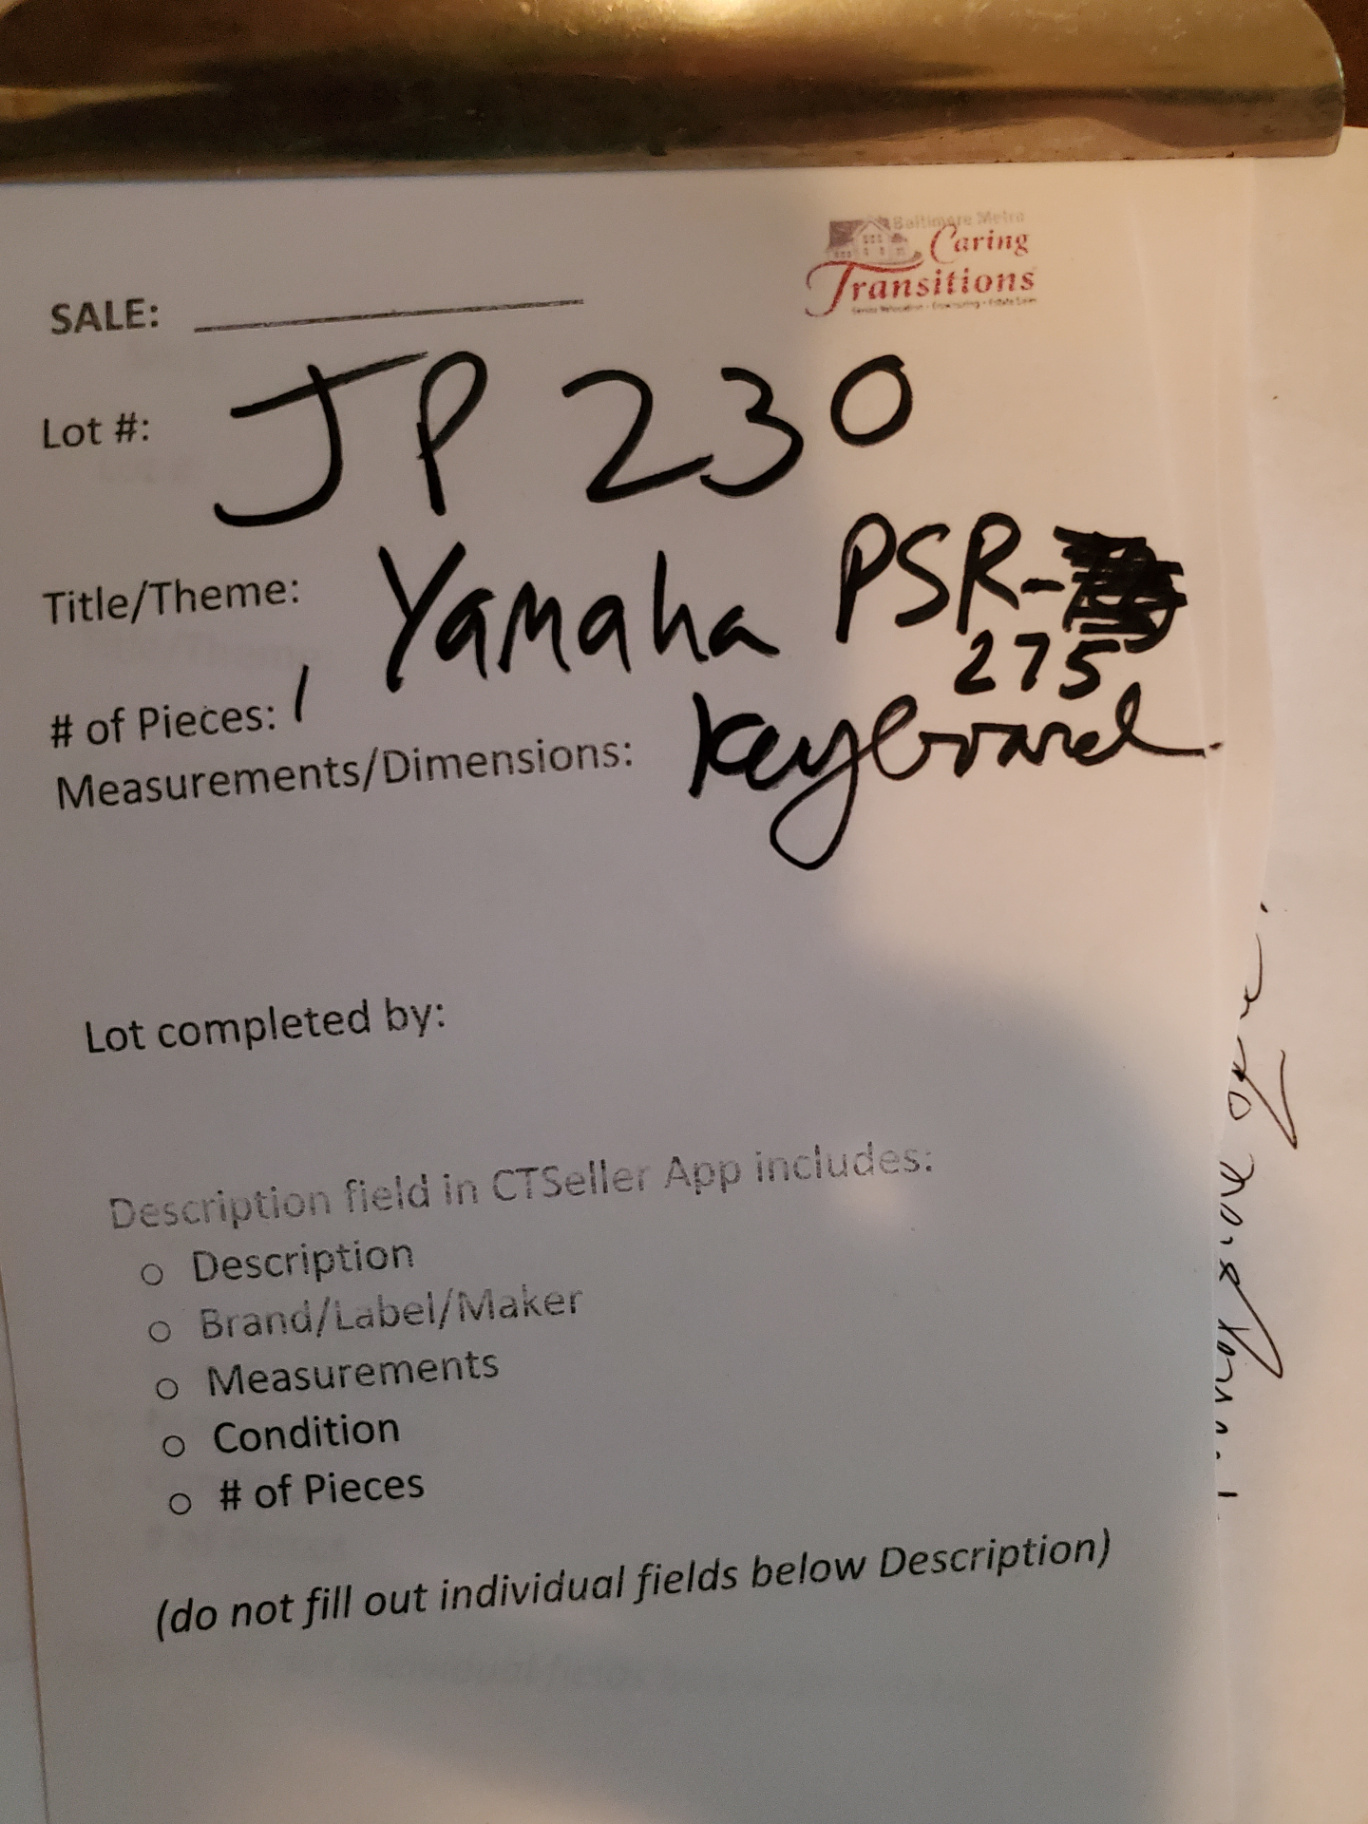 Baltimore Metro
Caring
Transitions
SALE:
Lot #: JP 230
Title/Theme: Yamaha PSR-
275
# of Pieces: 1
Keyboard.
Measurements/Dimensions:
Lot completed by:
Description field in CTSeller App includes:
○ Description
○ Brand/Label/Maker
○ Measurements
○ Condition
○ # of Pieces
(do not fill out individual fields below Description)